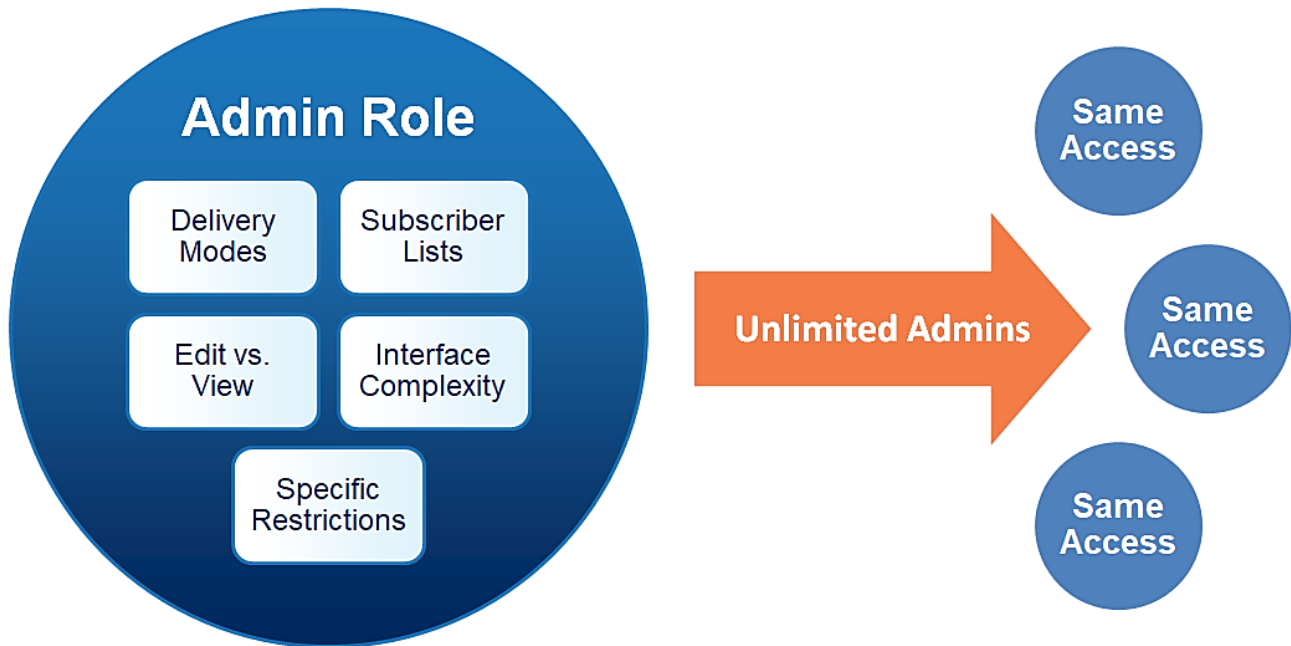 Admin Role
Delivery
Modes
Subscriber
Lists
Edit vs.
View
Interface
Complexity
Specific
Restrictions
Unlimited Admins
Same
Access
Same
Access
Same
Access